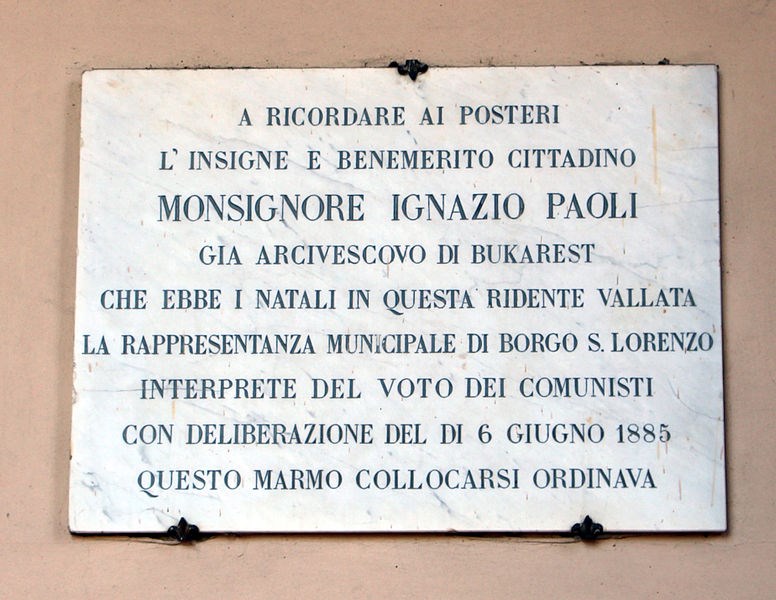 A RICORDARE AI POSTERI
L' INSIGNE E BENEMERITO CITTADINO
MONSIGNORE IGNAZIO PAOLI
GIA ARCIVESCOVO DI BUKAREST
CHE EBBE I NATALI IN QUESTA RIDENTE VALLATA
LA RAPPRESENTANZA MUNICIPALE DI BORGO S. LORENZO
INTERPRETE DEL VOTO DEI COMUNISTI
CON DELIBERAZIONE DEL DI 6 GIUGNO 1885
QUESTO MARMO COLLOCARSI ORDINAVA